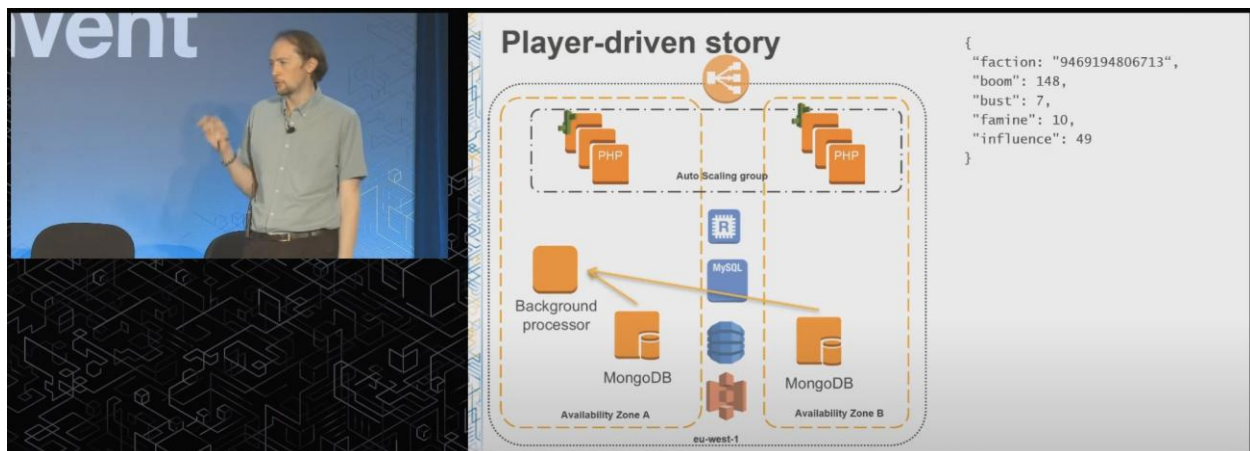 nvent
Player-driven story
PHP
PHP
Auto Scaling group
R
MySQL
Background
processor
MongoDB
MongoDB
Availability Zone A
Availability Zone B
eu-west-1
{
"faction: "9469194806713",
"boom": 148,
"bust": 7,
"famine": 10,
"influence": 49
}